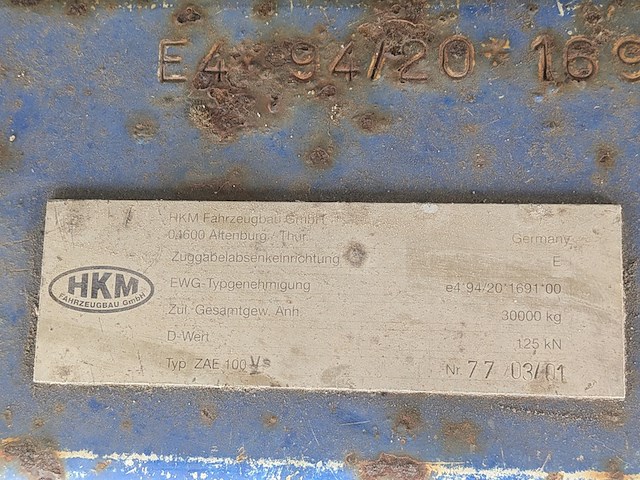 E4*94/20*169
HKM Fahrzeugbau GmbH
04600 Altenburg / Thür. Germany
Zuggabelabsenkeinrichtung E
HKM
FAHRZEUGBAU GmbH
EWG-Typgenehmigung e4*94/20*1691*00
Zul. Gesamtgew. Anh. 30000 kg
D-Wert 125 kN
Typ ZAE 100 Vs Nr. 77/03/01